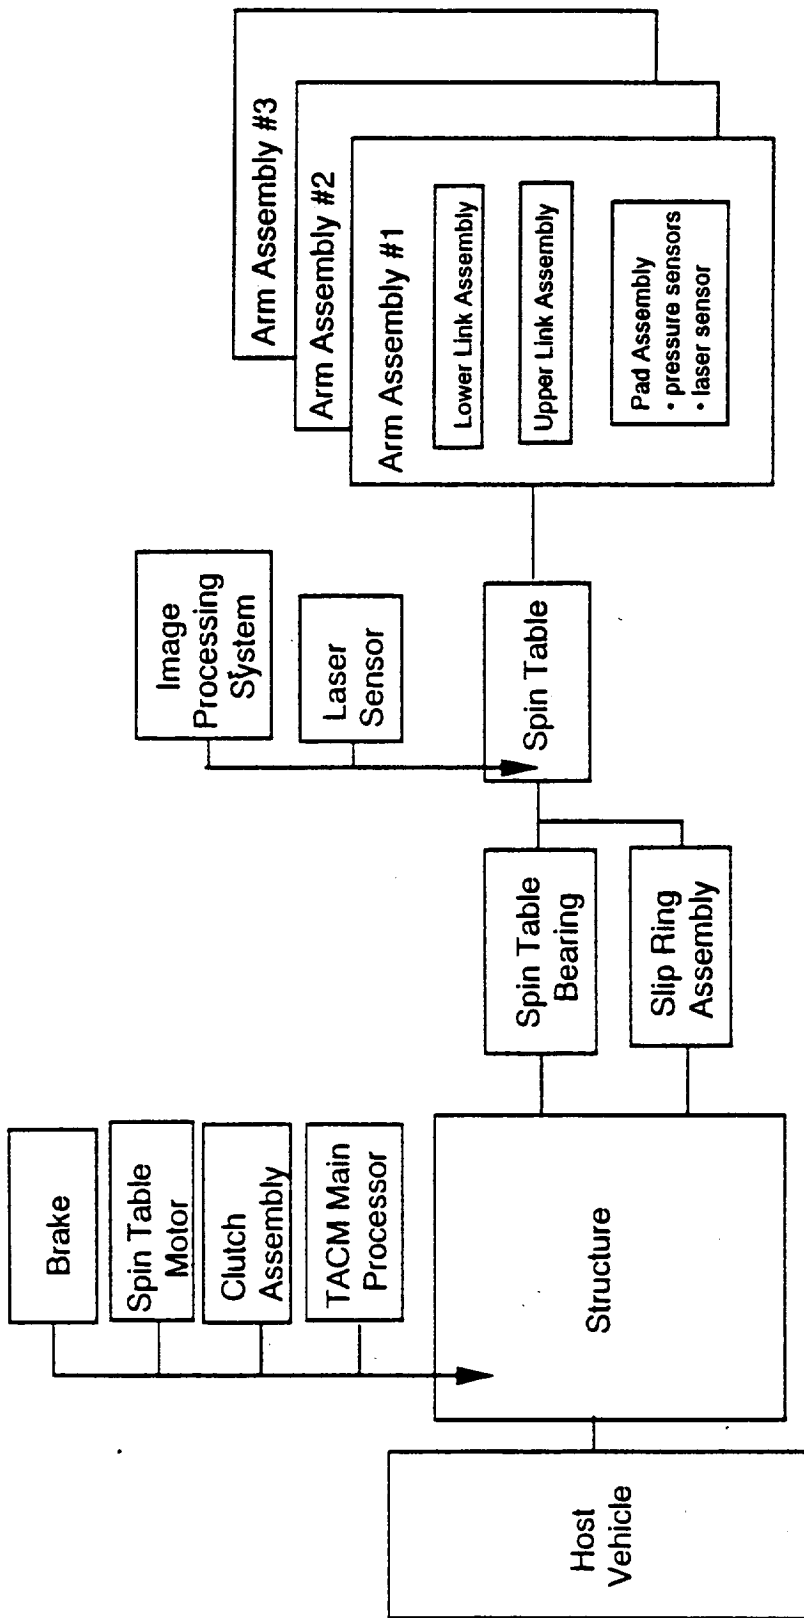 Host
Vehicle
Brake
Spin Table
Motor
Clutch
Assembly
TACM Main
Processor
Structure
Spin Table
Bearing
Slip Ring
Assembly
Image
Processing
System
Laser
Sensor
Spin Table
Arm Assembly #3
Arm Assembly #2
Arm Assembly #1
Lower Link Assembly
Upper Link Assembly
Pad Assembly
• pressure sensors
• laser sensor